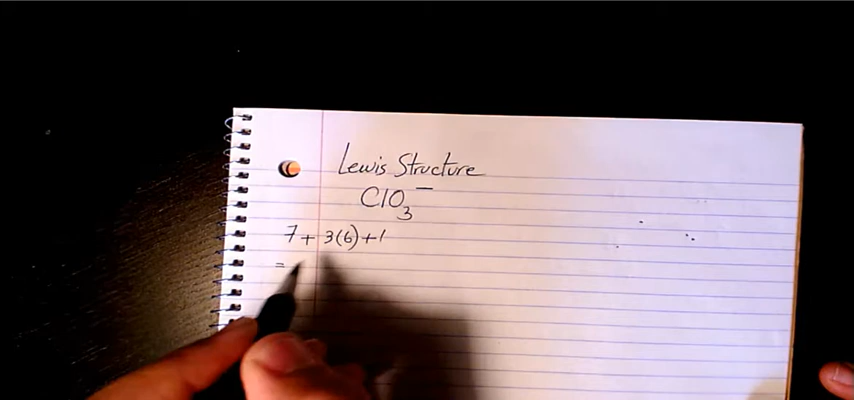 Lewis Structure
ClO₃⁻
7 + 3(6) + 1
=